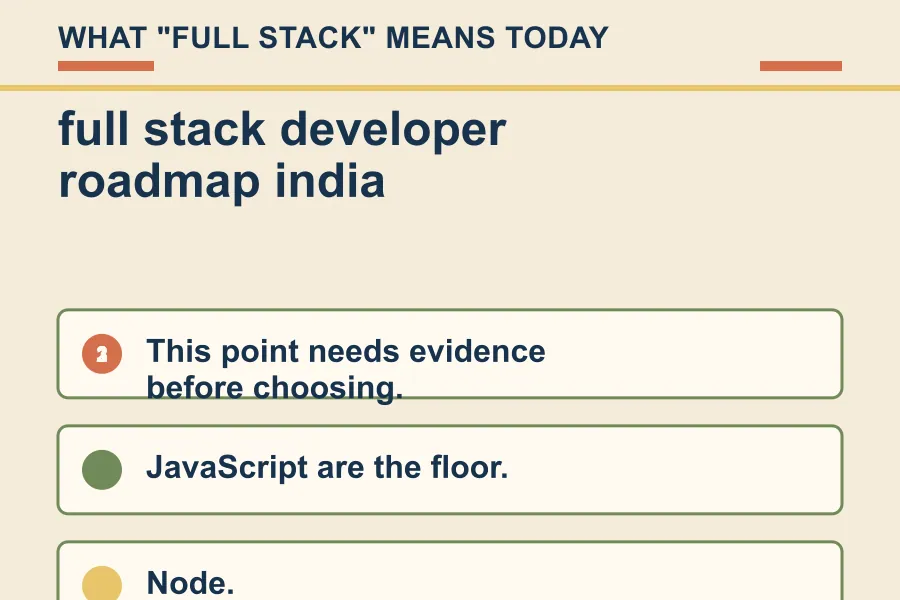 WHAT "FULL STACK" MEANS TODAY
full stack developer
roadmap india
This point needs evidence
before choosing.
JavaScript are the floor.
Node.